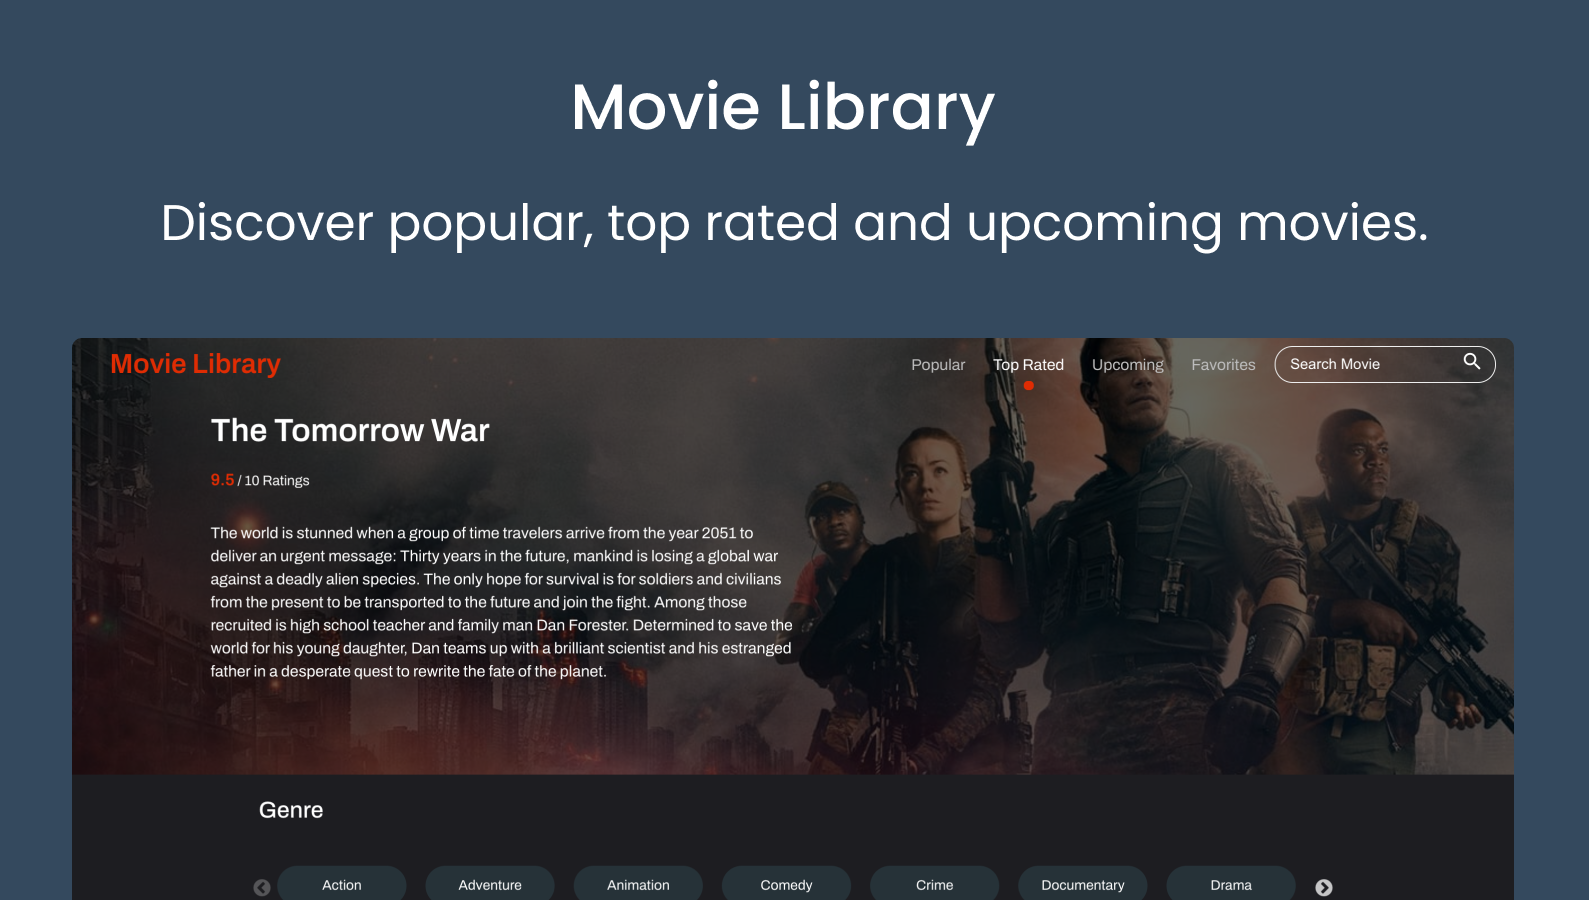 Movie Library
Discover popular, top rated and upcoming movies.
Movie Library
Popular
Top Rated
Upcoming
Favorites
Search Movie
The Tomorrow War
9.5 / 10 Ratings
The world is stunned when a group of time travelers arrive from the year 2051 to
deliver an urgent message: Thirty years in the future, mankind is losing a global war
against a deadly alien species. The only hope for survival is for soldiers and civilians
from the present to be transported to the future and join the fight. Among those
recruited is high school teacher and family man Dan Forester. Determined to save the
world for his young daughter, Dan teams up with a brilliant scientist and his estranged
father in a desperate quest to rewrite the fate of the planet.
Genre
Action
Adventure
Animation
Comedy
Crime
Documentary
Drama